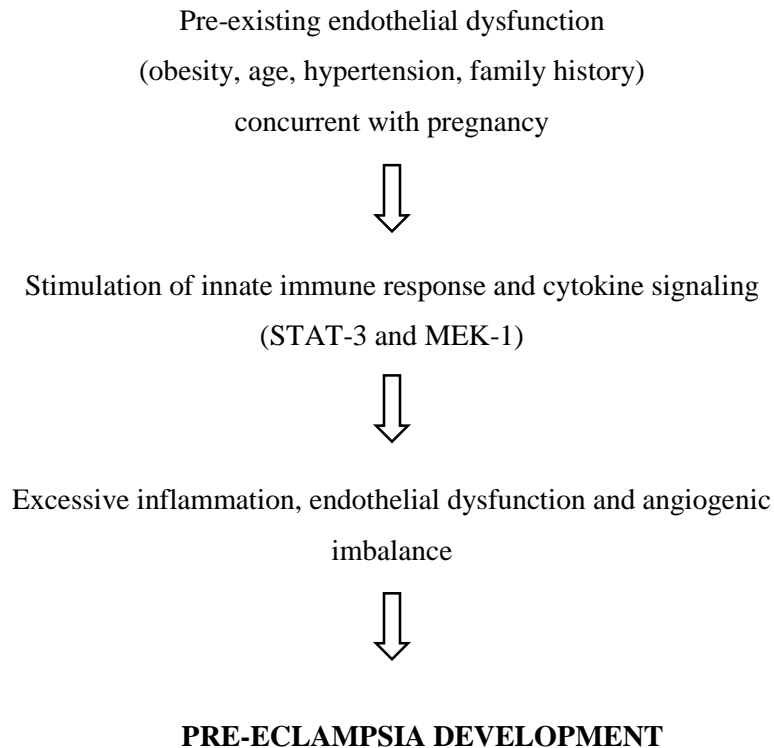 Pre-existing endothelial dysfunction
(obesity, age, hypertension, family history)
concurrent with pregnancy
Stimulation of innate immune response and cytokine signaling
(STAT-3 and MEK-1)
Excessive inflammation, endothelial dysfunction and angiogenic
imbalance
PRE-ECLAMPSIA DEVELOPMENT